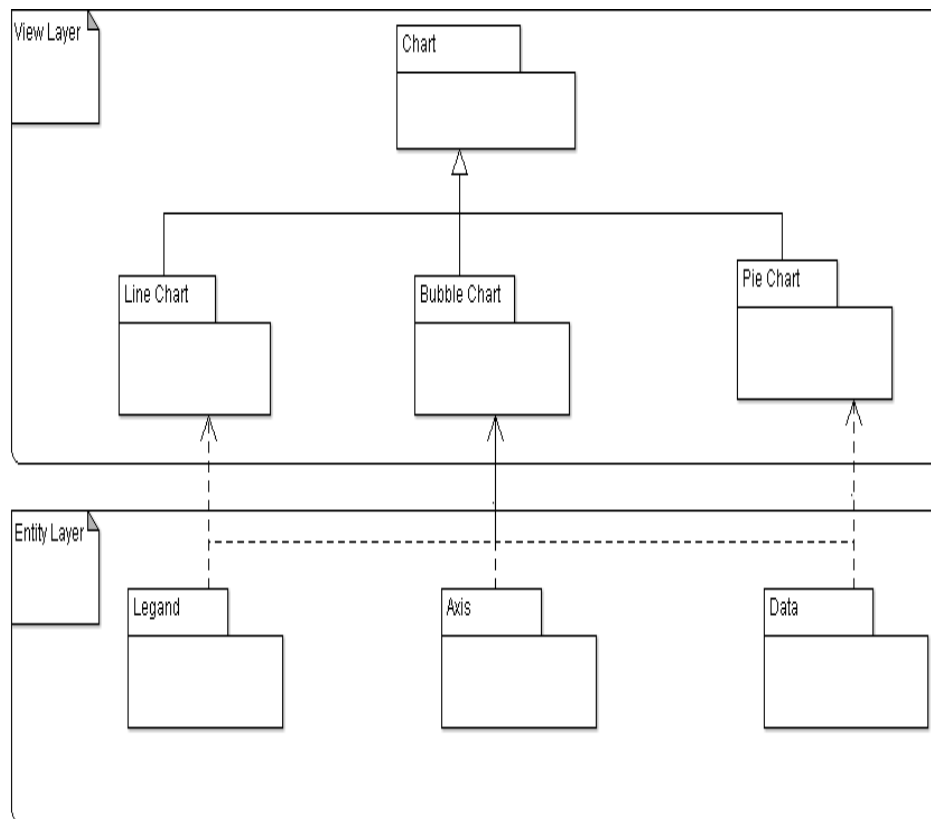 View Layer
Chart
Line Chart
Bubble Chart
Pie Chart
Entity Layer
Legand
Axis
Data